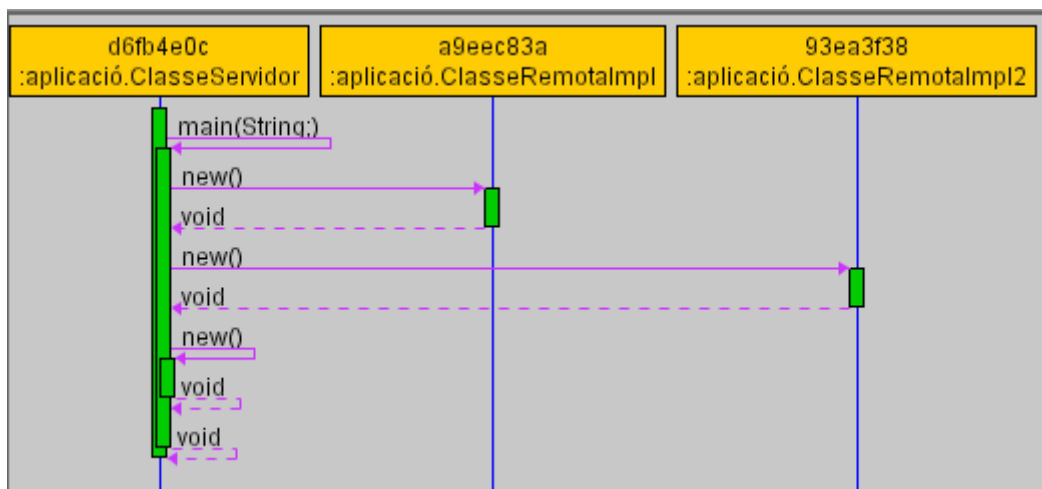 d6fb4e0c
:aplicació.ClasseServidor
a9eec83a
:aplicació.ClasseRemotaImpl
93ea3f38
:aplicació.ClasseRemotaImpl2
main(String;)
new()
void
new()
void
new()
void
void